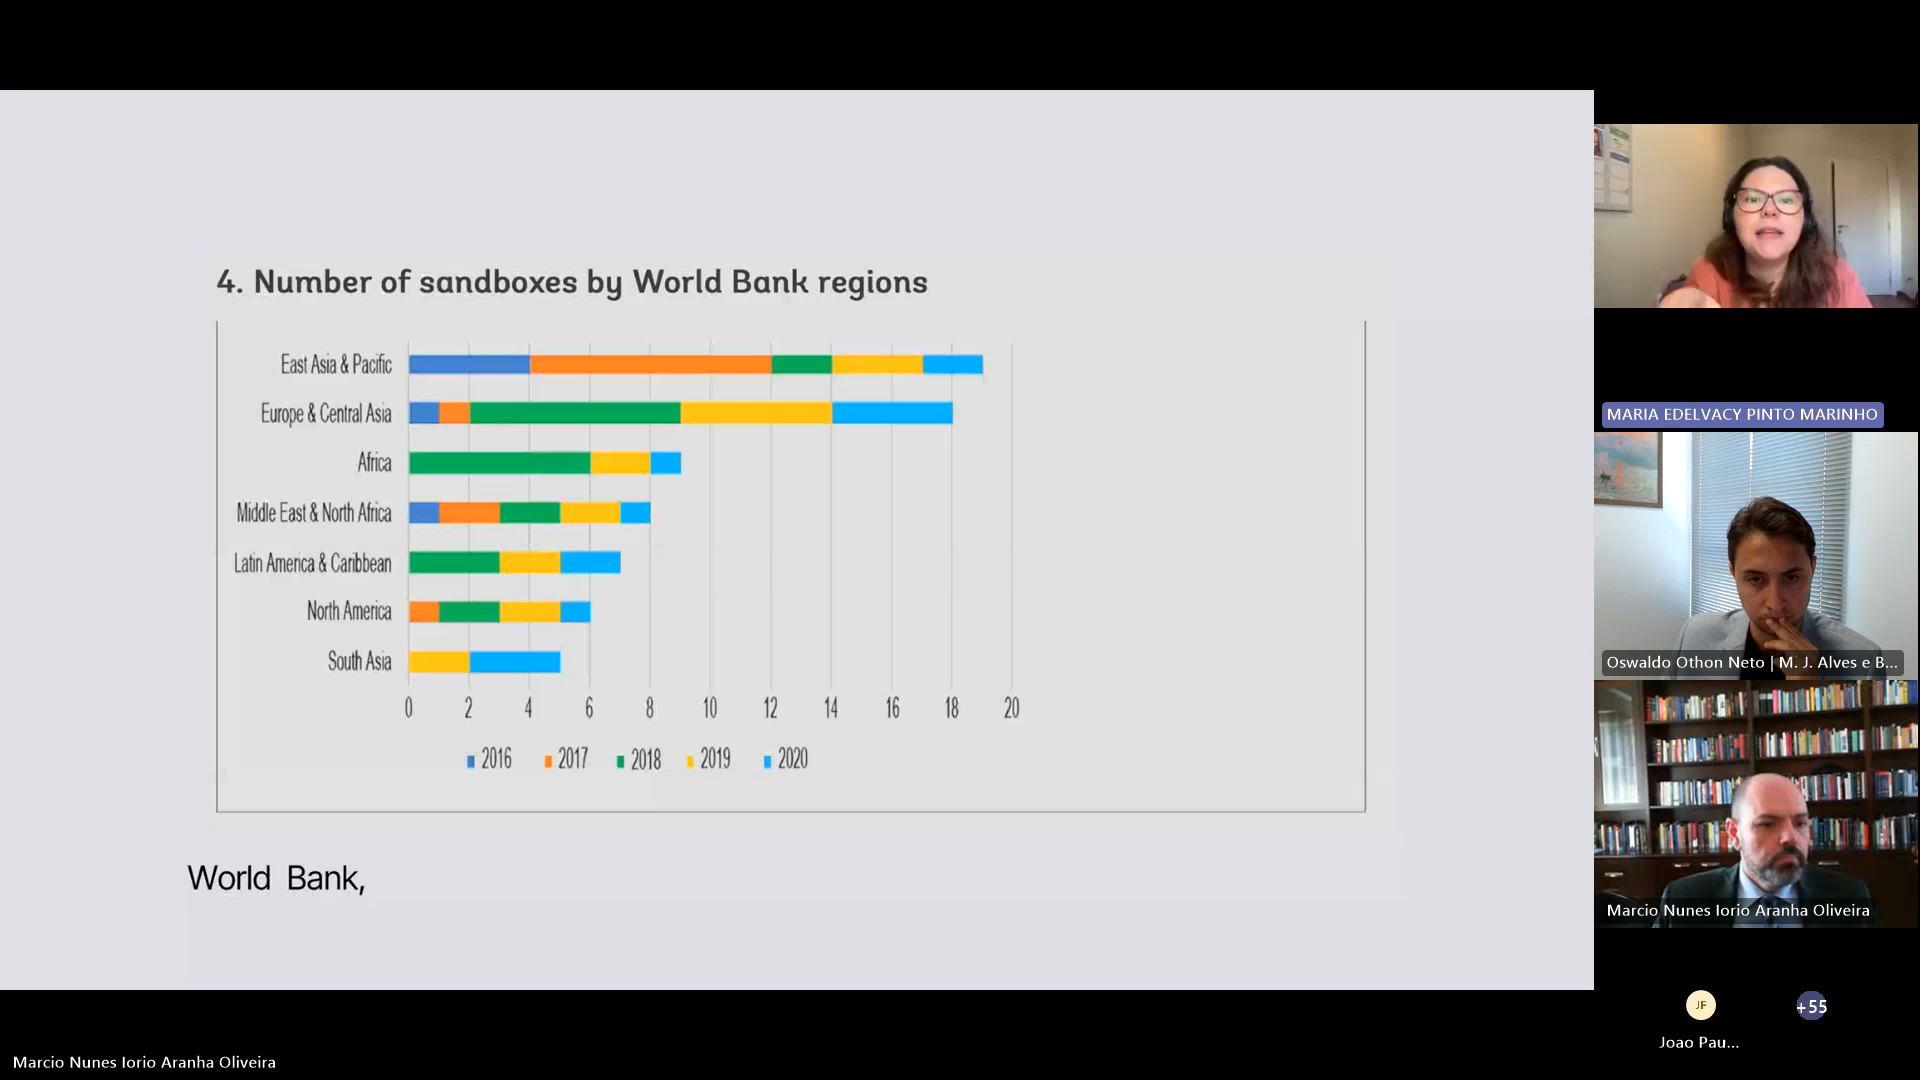 4. Number of sandboxes by World Bank regions
East Asia & Pacific
Europe & Central Asia
Africa
Middle East & North Africa
Latin America & Caribbean
North America
South Asia
0 2 4 6 8 10 12 14 16 18 20
2016 2017 2018 2019 2020
World Bank,
MARIA EDELVACY PINTO MARINHO
Oswaldo Othon Neto | M. J. Alves e B...
Marcio Nunes Iorio Aranha Oliveira
JF
+55
Joao Pau...
Marcio Nunes Iorio Aranha Oliveira